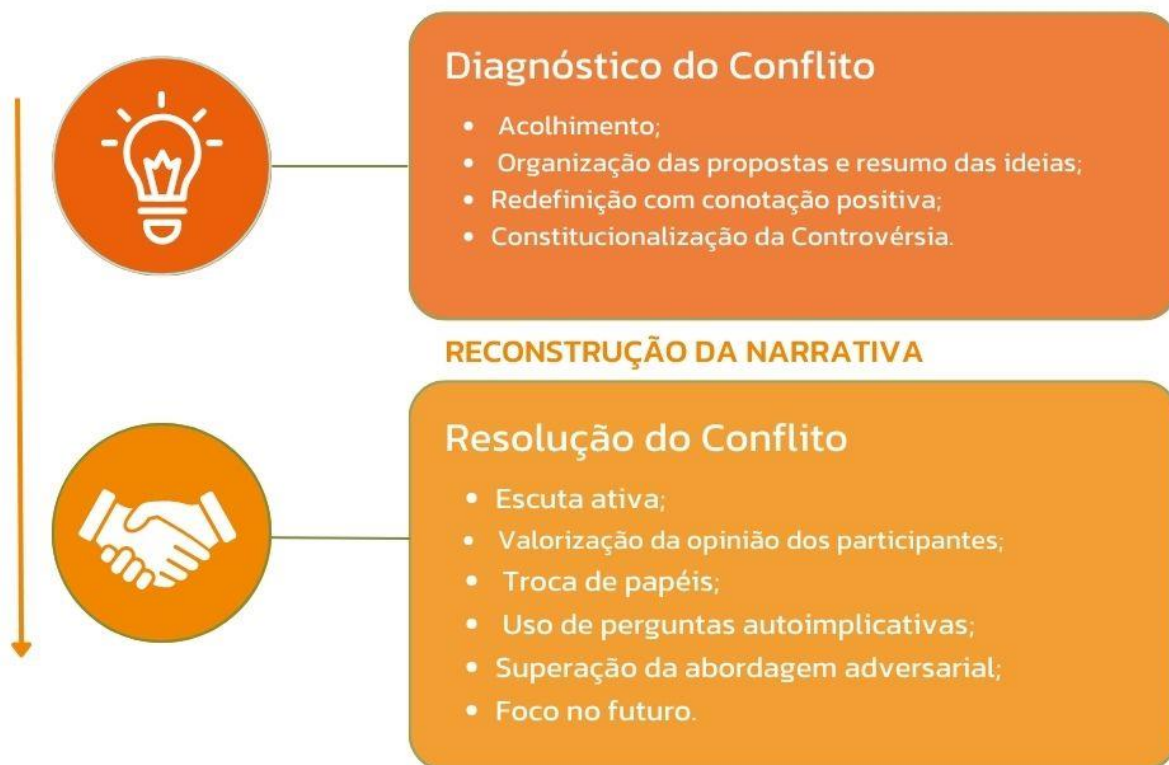 Diagnóstico do Conflito
• Acolhimento;
• Organização das propostas e resumo das ideias;
• Redefinição com conotação positiva;
• Constitucionalização da Controvérsia.
RECONSTRUÇÃO DA NARRATIVA
Resolução do Conflito
• Escuta ativa;
• Valorização da opinião dos participantes;
• Troca de papéis;
• Uso de perguntas autoimplicativas;
• Superação da abordagem adversarial;
• Foco no futuro.